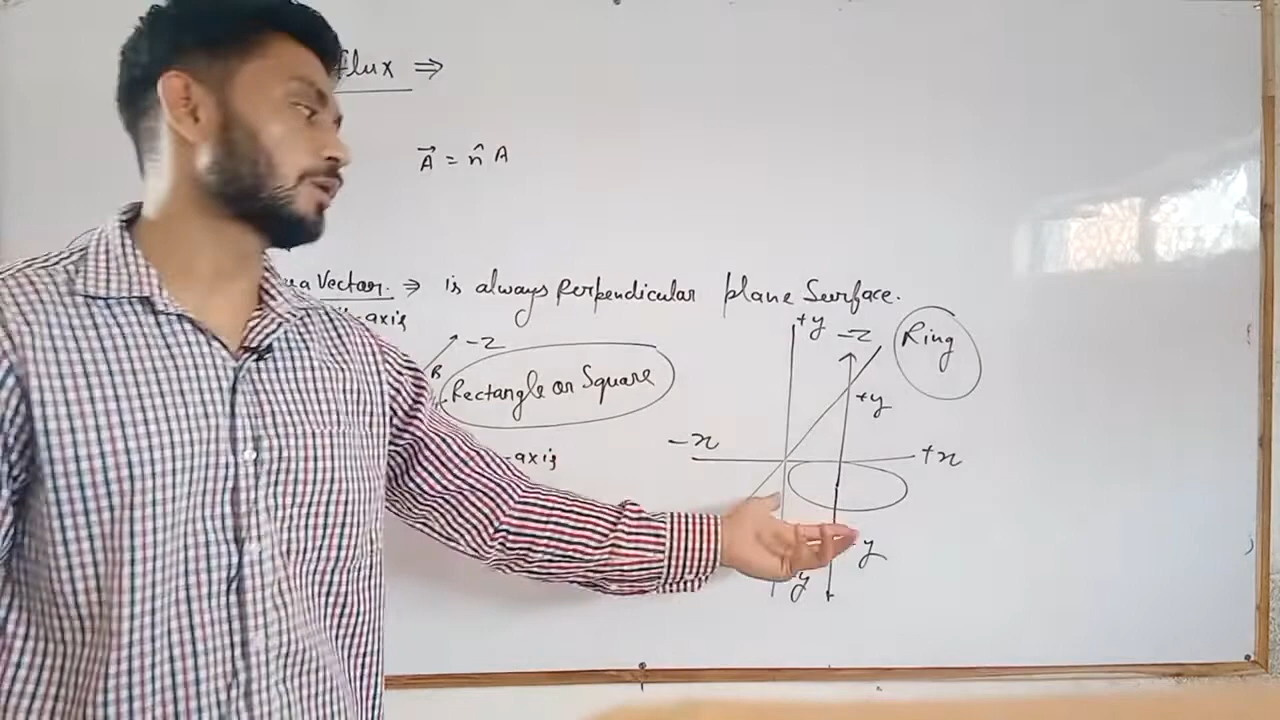 flux ⇒
A⃗ = n̂ A
Vector. ⇒ is always Perpendicular plane Surface.
-axis
+y
-z
Ring
-z
Rectangle or Square
+y
-x
+x
-axis
y
y